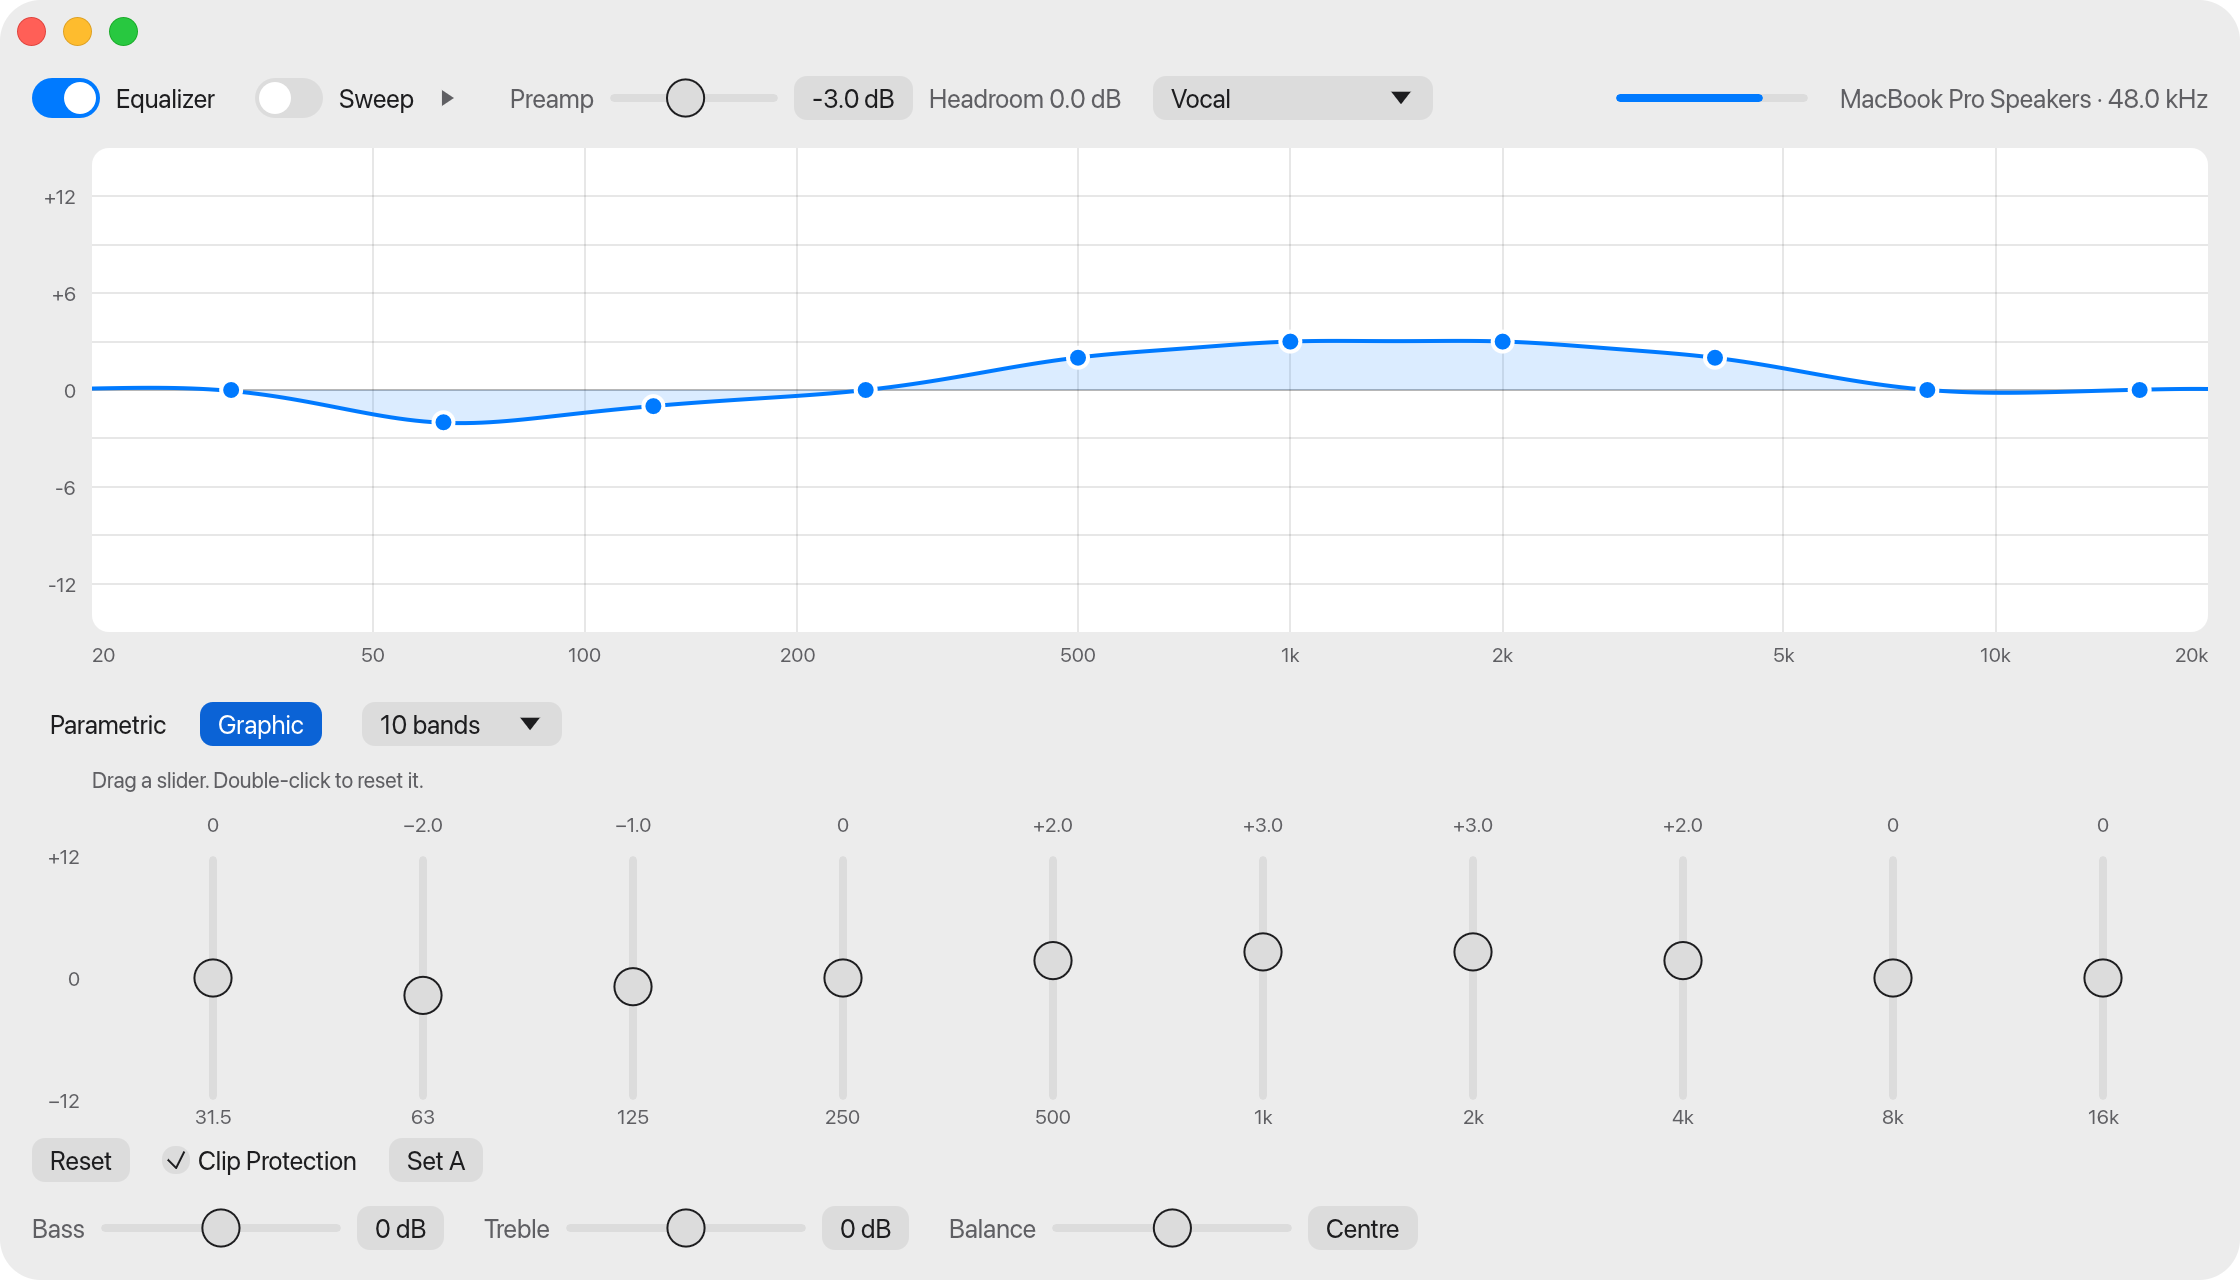 Equalizer Sweep Preamp -3.0 dB Headroom 0.0 dB Vocal MacBook Pro Speakers · 48.0 kHz
+12
+6
0
-6
-12
20 50 100 200 500 1k 2k 5k 10k 20k
Parametric Graphic 10 bands
Drag a slider. Double-click to reset it.
0 −2.0 −1.0 0 +2.0 +3.0 +3.0 +2.0 0 0
+12
0
−12
31.5 63 125 250 500 1k 2k 4k 8k 16k
Reset Clip Protection Set A
Bass 0 dB Treble 0 dB Balance Centre